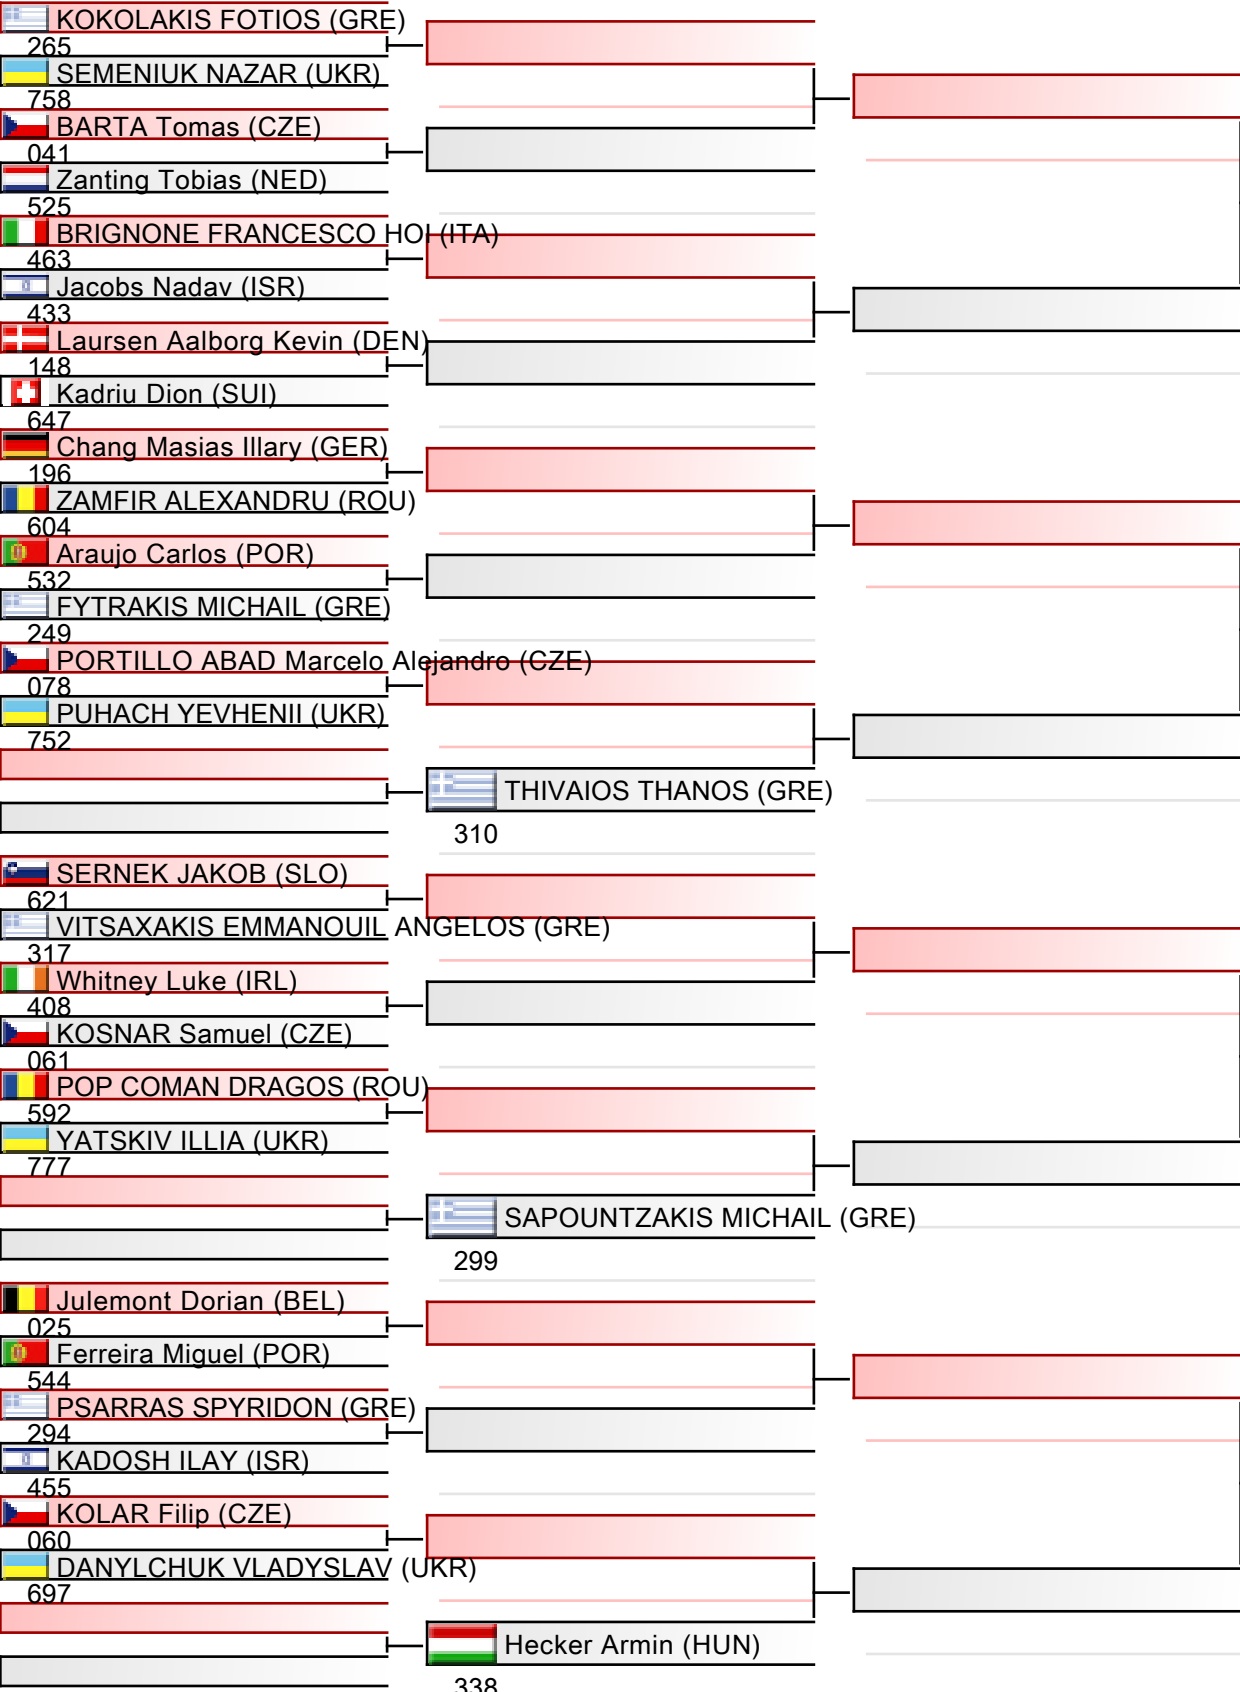 KOKOLAKIS FOTIOS (GRE)
265
SEMENIUK NAZAR (UKR)
758
BARTA Tomas (CZE)
041
Zanting Tobias (NED)
525
BRIGNONE FRANCESCO HOI (ITA)
463
Jacobs Nadav (ISR)
433
Laursen Aalborg Kevin (DEN)
148
Kadriu Dion (SUI)
647
Chang Masias Illary (GER)
196
ZAMFIR ALEXANDRU (ROU)
604
Araujo Carlos (POR)
532
FYTRAKIS MICHAIL (GRE)
249
PORTILLO ABAD Marcelo Alejandro (CZE)
078
PUHACH YEVHENII (UKR)
752
THIVAIOS THANOS (GRE)
310
SERNEK JAKOB (SLO)
621
VITSAXAKIS EMMANOUIL ANGELOS (GRE)
317
Whitney Luke (IRL)
408
KOSNAR Samuel (CZE)
061
POP COMAN DRAGOS (ROU)
592
YATSKIV ILLIA (UKR)
777
SAPOUNTZAKIS MICHAIL (GRE)
299
Julemont Dorian (BEL)
025
Ferreira Miguel (POR)
544
PSARRAS SPYRIDON (GRE)
294
KADOSH ILAY (ISR)
455
KOLAR Filip (CZE)
060
DANYLCHUK VLADYSLAV (UKR)
697
Hecker Armin (HUN)
338